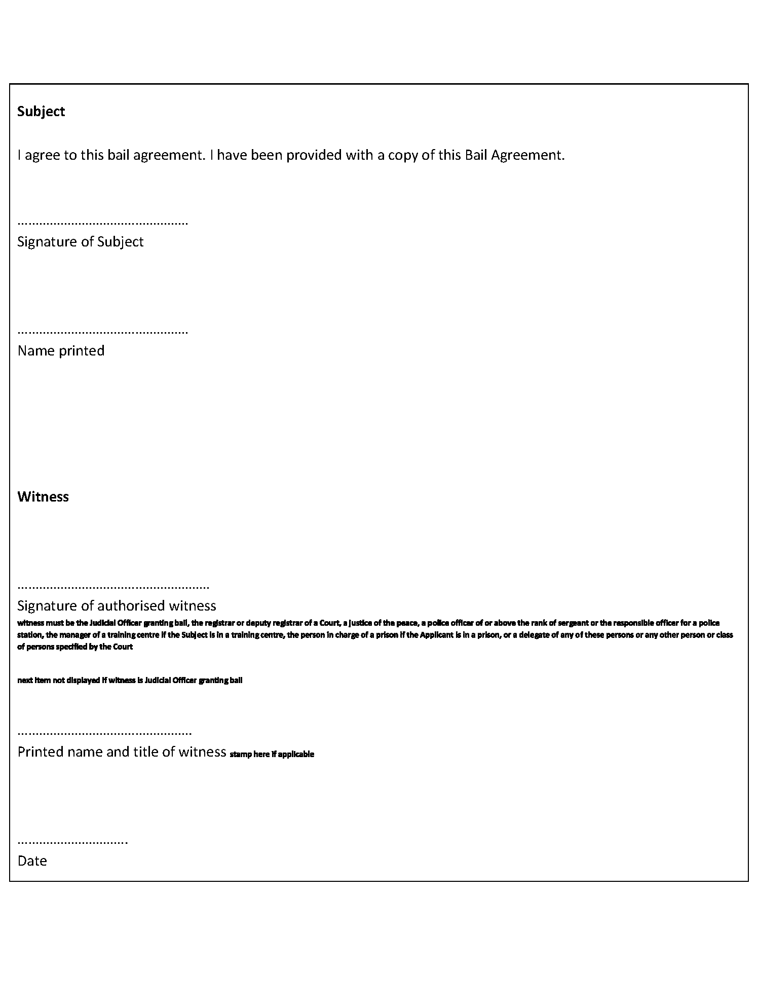 Subject
I agree to this bail agreement. I have been provided with a copy of this Bail Agreement.
................................................
Signature of Subject
................................................
Name printed
Witness
......................................................
Signature of authorised witness
witness must be the Judicial Officer granting bail, the registrar or deputy registrar of a Court, a justice of the peace, a police officer of or above the rank of sergeant or the responsible officer for a police
station, the manager of a training centre if the Subject is in a training centre, the person in charge of a prison if the Applicant is in a prison, or a delegate of any of these persons or any other person or class
of persons specified by the Court
next item not displayed if witness is Judicial Officer granting bail
.................................................
Printed name and title of witness stamp here if applicable
...............................
Date